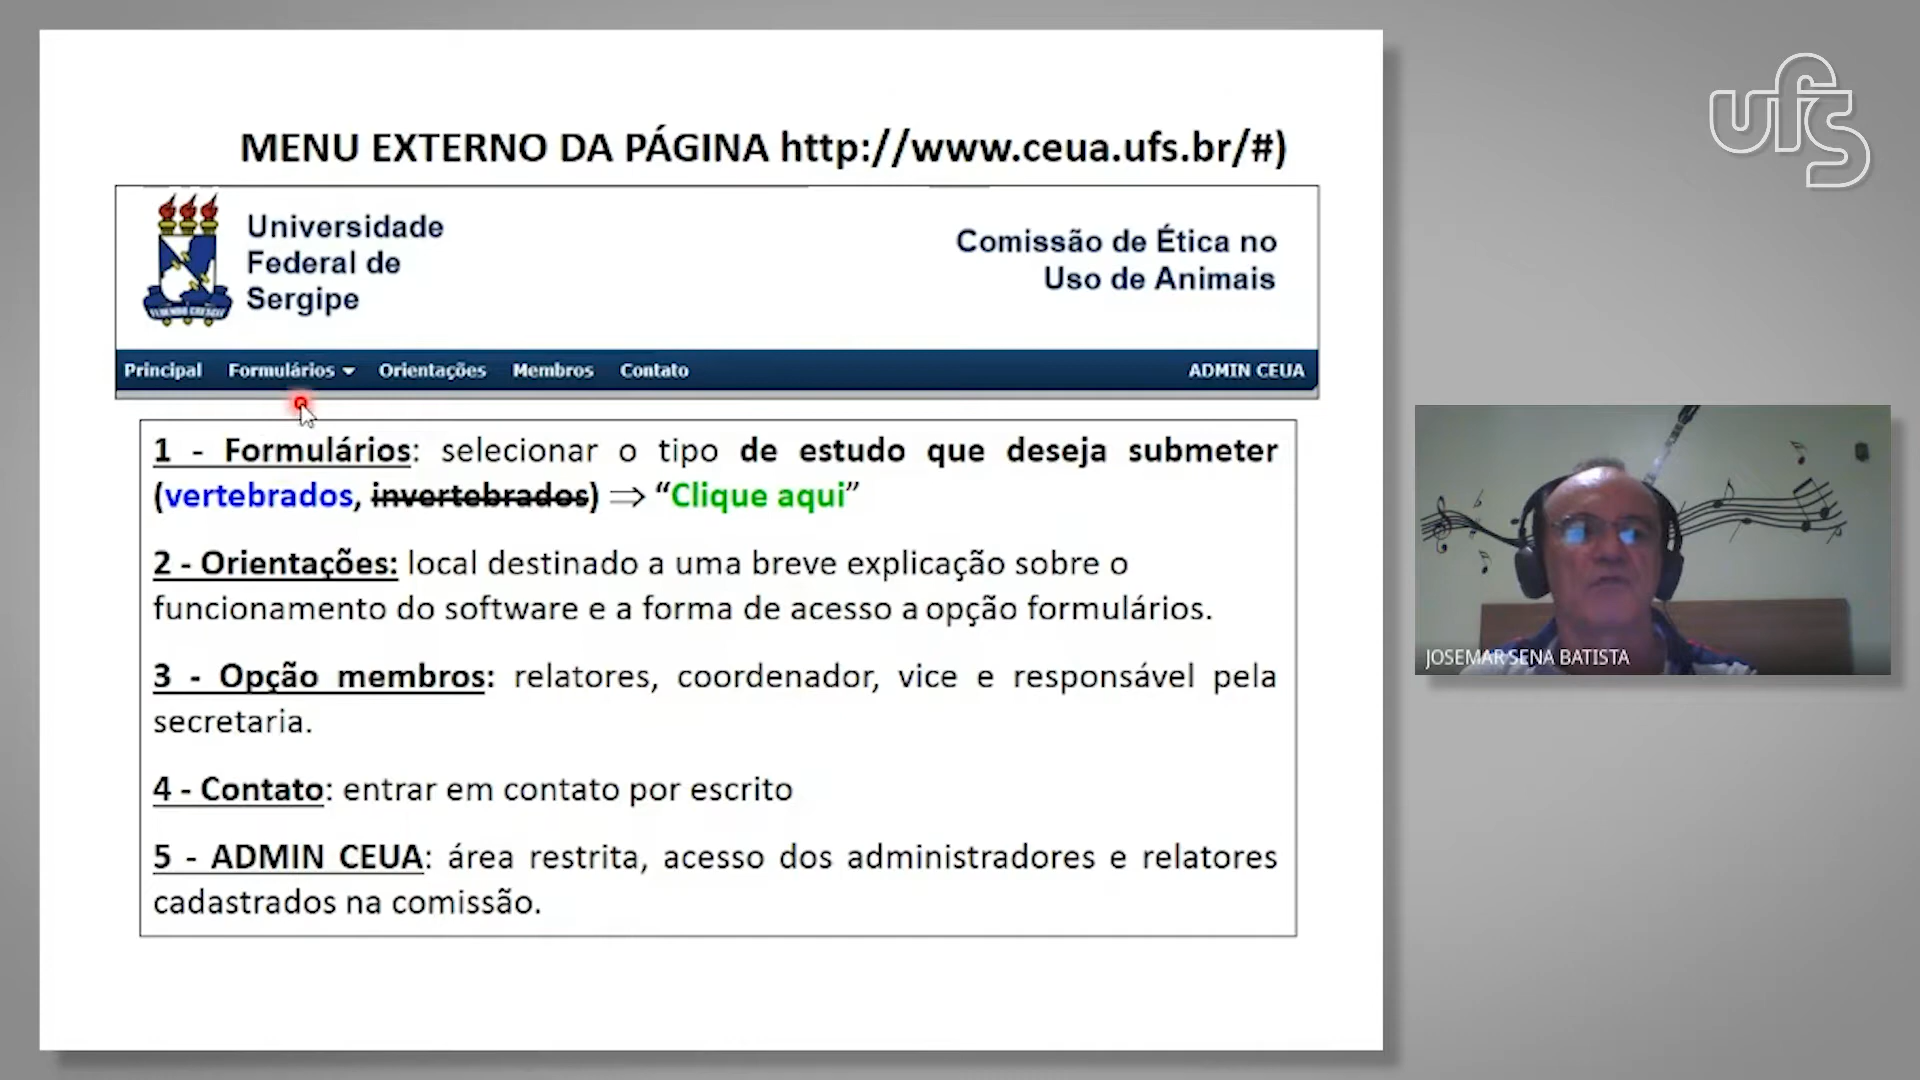 ufs
MENU EXTERNO DA PÁGINA http://www.ceua.ufs.br/#)
Universidade
Federal de
Sergipe
Comissão de Ética no
Uso de Animais
Principal Formulários Orientações Membros Contato ADMIN CEUA
1 - Formulários: selecionar o tipo de estudo que deseja submeter
(vertebrados, invertebrados) ⇒ “Clique aqui”
2 - Orientações: local destinado a uma breve explicação sobre o
funcionamento do software e a forma de acesso a opção formulários.
3 - Opção membros: relatores, coordenador, vice e responsável pela
secretaria.
4 - Contato: entrar em contato por escrito
5 - ADMIN CEUA: área restrita, acesso dos administradores e relatores
cadastrados na comissão.
JOSEMAR SENA BATISTA